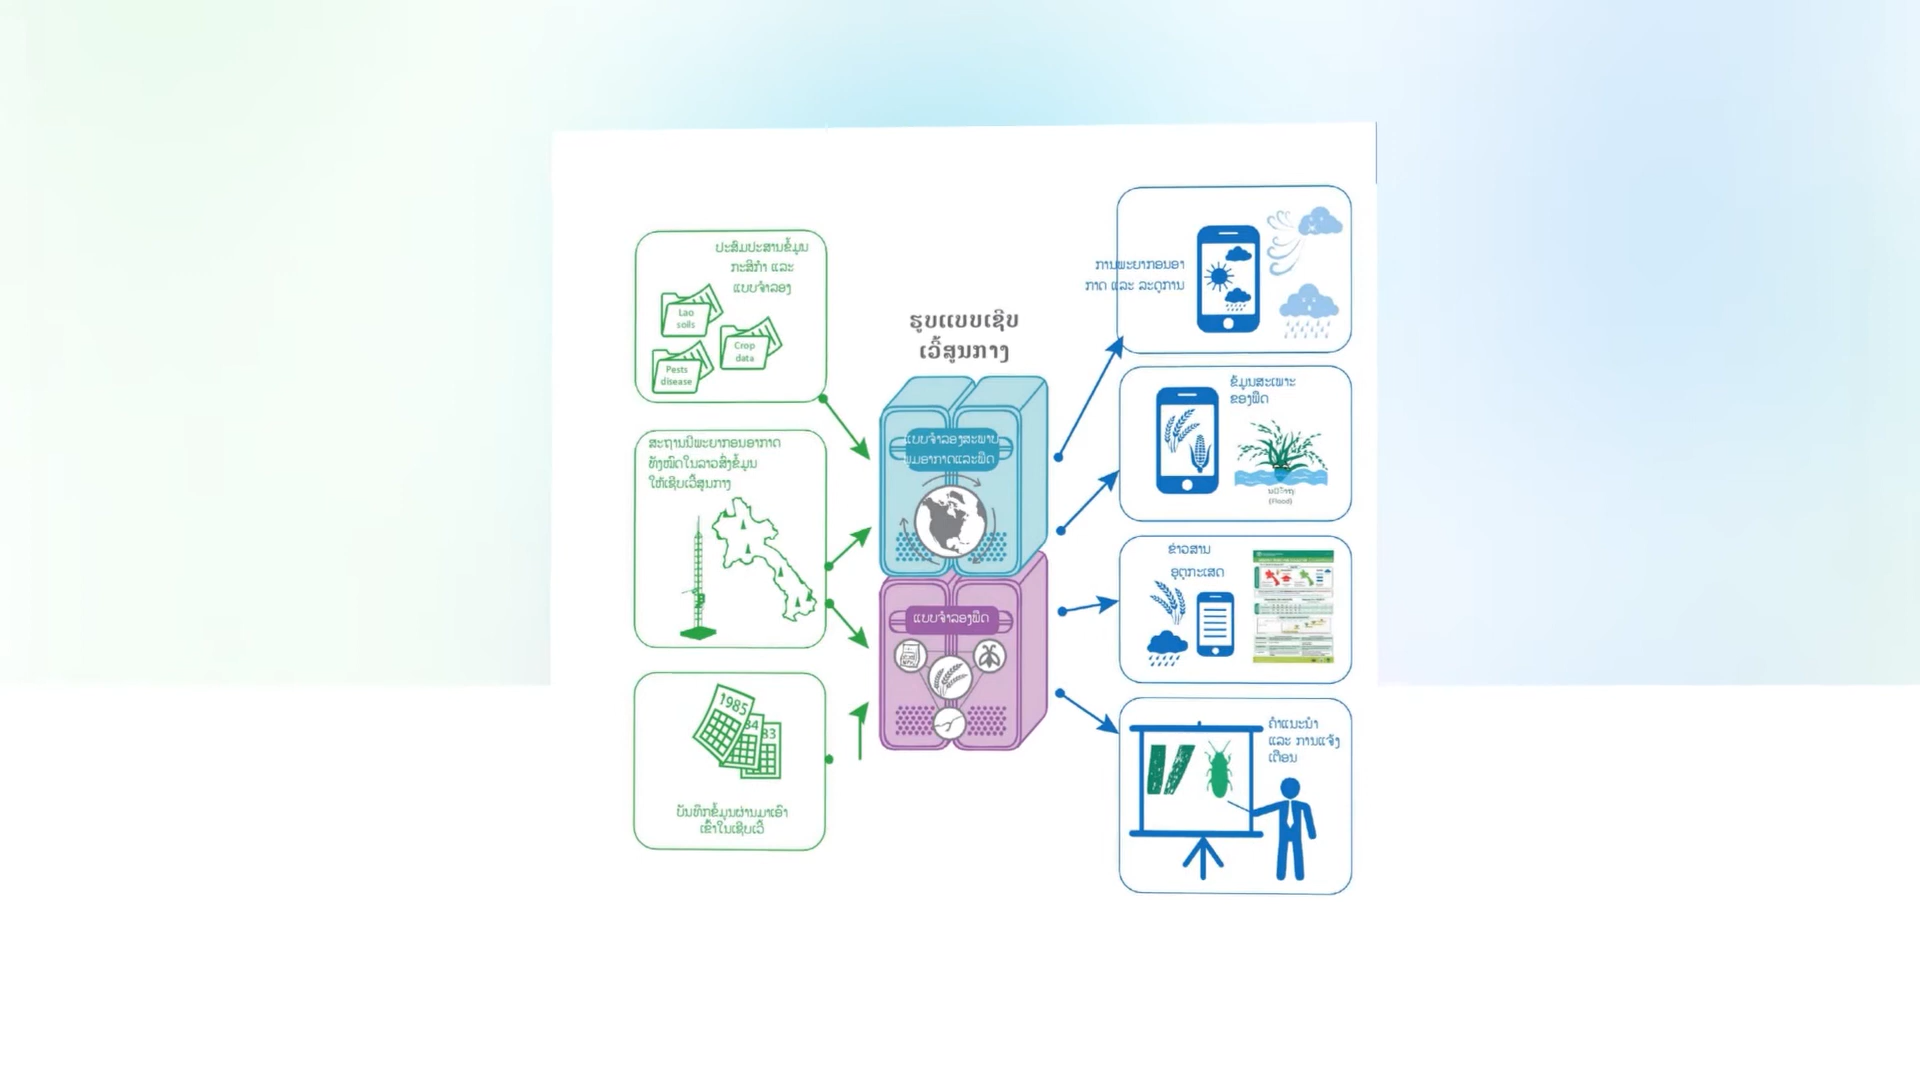 ປະສົມປະສານຂໍ້ມູນ
ກະສິກຳ ແລະ
ແບບຈຳລອງ
Lao
soils
Crop
data
Pests
disease
ສະຖານນີພະຍາກອນອາກາດ
ທັງໝົດໃນລາວສົ່ງຂໍ້ມູນ
ໃຫ້ເຊີບເວີ້ສູນກາງ
1985
84
83
ບັນທຶກຂໍ້ມູນຜ່ານມາເອົາ
ເຂົ້າໃນເຊີບເວີ້
ຮູບແບບເຊີບ
ເວີ້ສູນກາງ
ແບບຈຳລອງສະພາບ
ພູມອາກາດແລະພືດ
ແບບຈຳລອງພືດ
ການພະຍາກອນອາ
ກາດ ແລະ ລະດູການ
ຂໍ້ມູນສະເພາະ
ຂອງພືດ
(Flood)
ຂ່າວສານ
ອຸຕຸກະເສດ
ຄຳແນະນຳ
ແລະ ການແຈ້ງ
ເຕືອນ